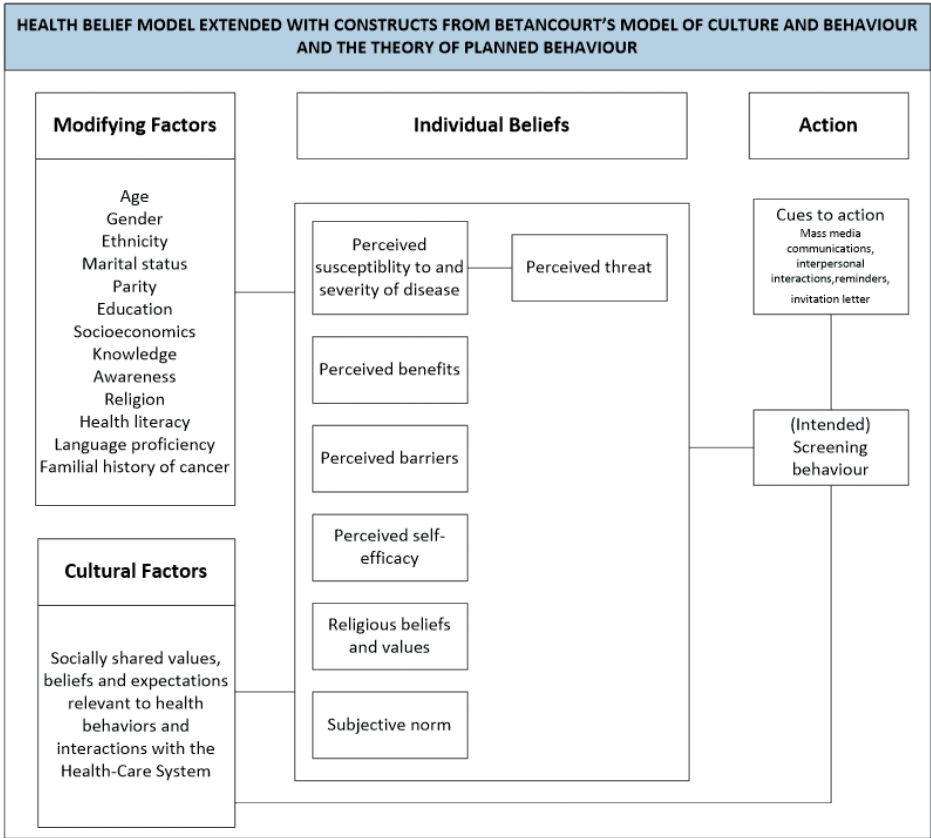 HEALTH BELIEF MODEL EXTENDED WITH CONSTRUCTS FROM BETANCOURT'S MODEL OF CULTURE AND BEHAVIOUR
AND THE THEORY OF PLANNED BEHAVIOUR
Modifying Factors
Age
Gender
Ethnicity
Marital status
Parity
Education
Socioeconomics
Knowledge
Awareness
Religion
Health literacy
Language proficiency
Familial history of cancer
Cultural Factors
Socially shared values,
beliefs and expectations
relevant to health
behaviors and
interactions with the
Health-Care System
Individual Beliefs
Perceived
susceptiblity to and
severity of disease
Perceived threat
Perceived benefits
Perceived barriers
Perceived self-
efficacy
Religious beliefs
and values
Subjective norm
Action
Cues to action
Mass media
communications,
interpersonal
interactions,reminders,
invitation letter
(Intended)
Screening
behaviour